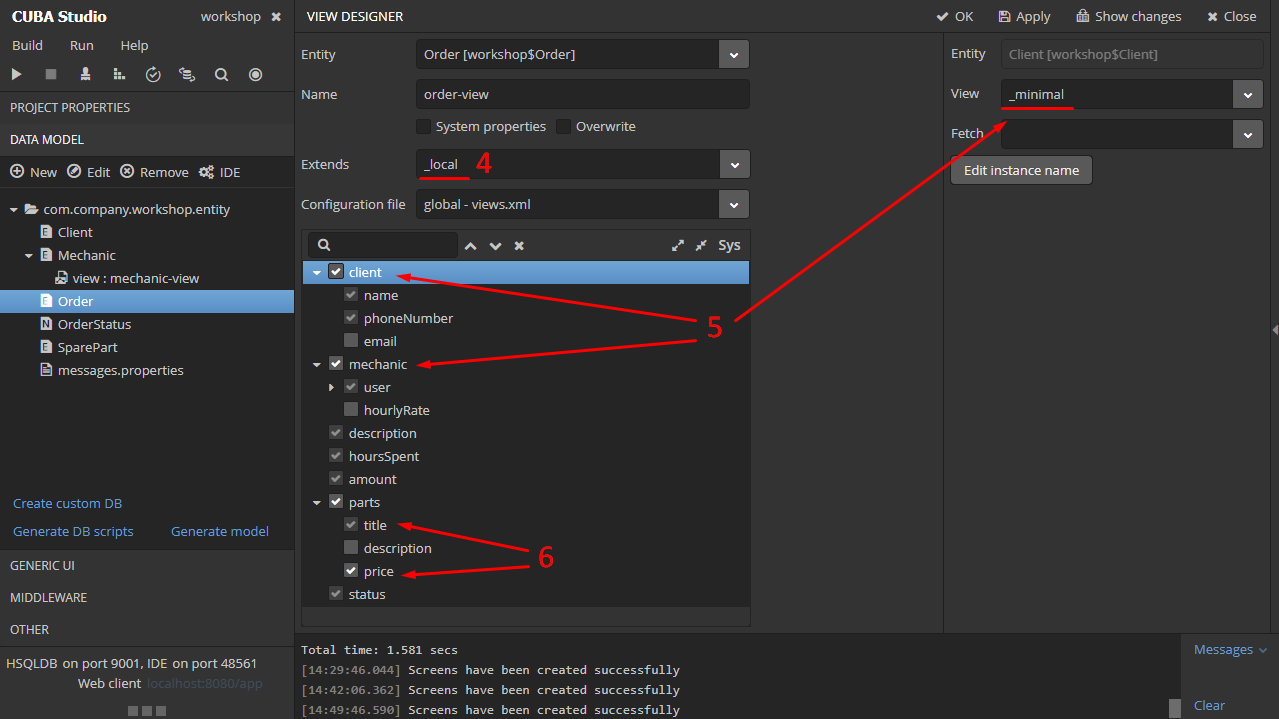 CUBA Studio
workshop
Build Run Help
PROJECT PROPERTIES
DATA MODEL
New Edit Remove IDE
com.company.workshop.entity
E Client
E Mechanic
view : mechanic-view
E Order
N OrderStatus
E SparePart
messages.properties
Create custom DB
Generate DB scripts Generate model
GENERIC UI
MIDDLEWARE
OTHER
HSQLDB on port 9001, IDE on port 48561
Web client localhost:8080/app
VIEW DESIGNER
OK Apply Show changes Close
Entity Order [workshop$Order]
Name order-view
System properties Overwrite
Extends _local 4
Configuration file global - views.xml
Sys
client
name
phoneNumber
email
mechanic
user
hourlyRate
description
hoursSpent
amount
parts
title
description
price
status
5
6
Entity Client [workshop$Client]
View _minimal
Fetch
Edit instance name
Total time: 1.581 secs
[14:29:46.044] Screens have been created successfully
[14:42:06.362] Screens have been created successfully
[14:49:46.590] Screens have been created successfully
Messages
Clear